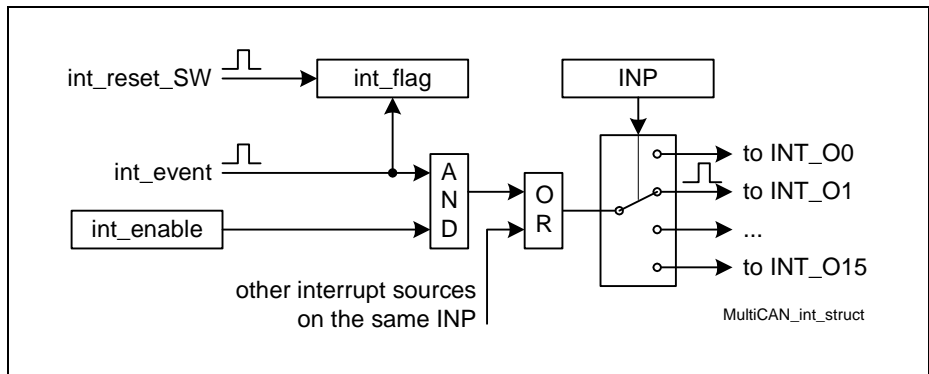 int_reset_SW
int_flag
INP
int_event
int_enable
A
N
D
O
R
to INT_O0
to INT_O1
...
to INT_O15
other interrupt sources
on the same INP
MultiCAN_int_struct